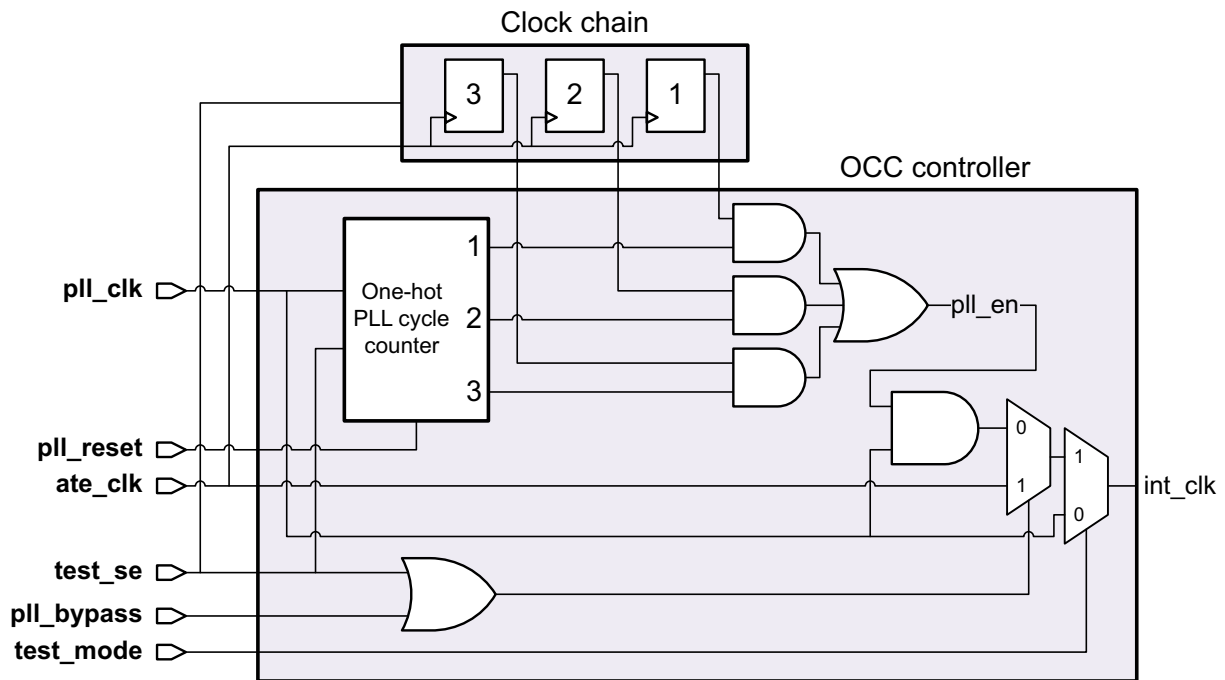 Clock chain
3
2
1
OCC controller
pll_clk
One-hot
PLL cycle
counter
1
2
3
pll_en
pll_reset
ate_clk
0
1
1
0
int_clk
test_se
pll_bypass
test_mode